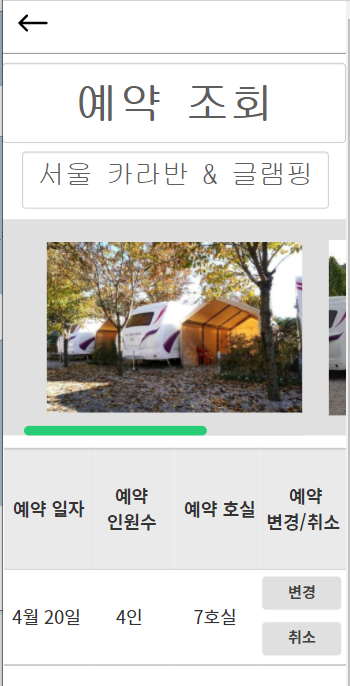 예약 조회
서울 카라반 & 글램핑
예약 일자
예약
인원수
예약 호실
예약
변경/취소
4월 20일
4인
7호실
변경
취소